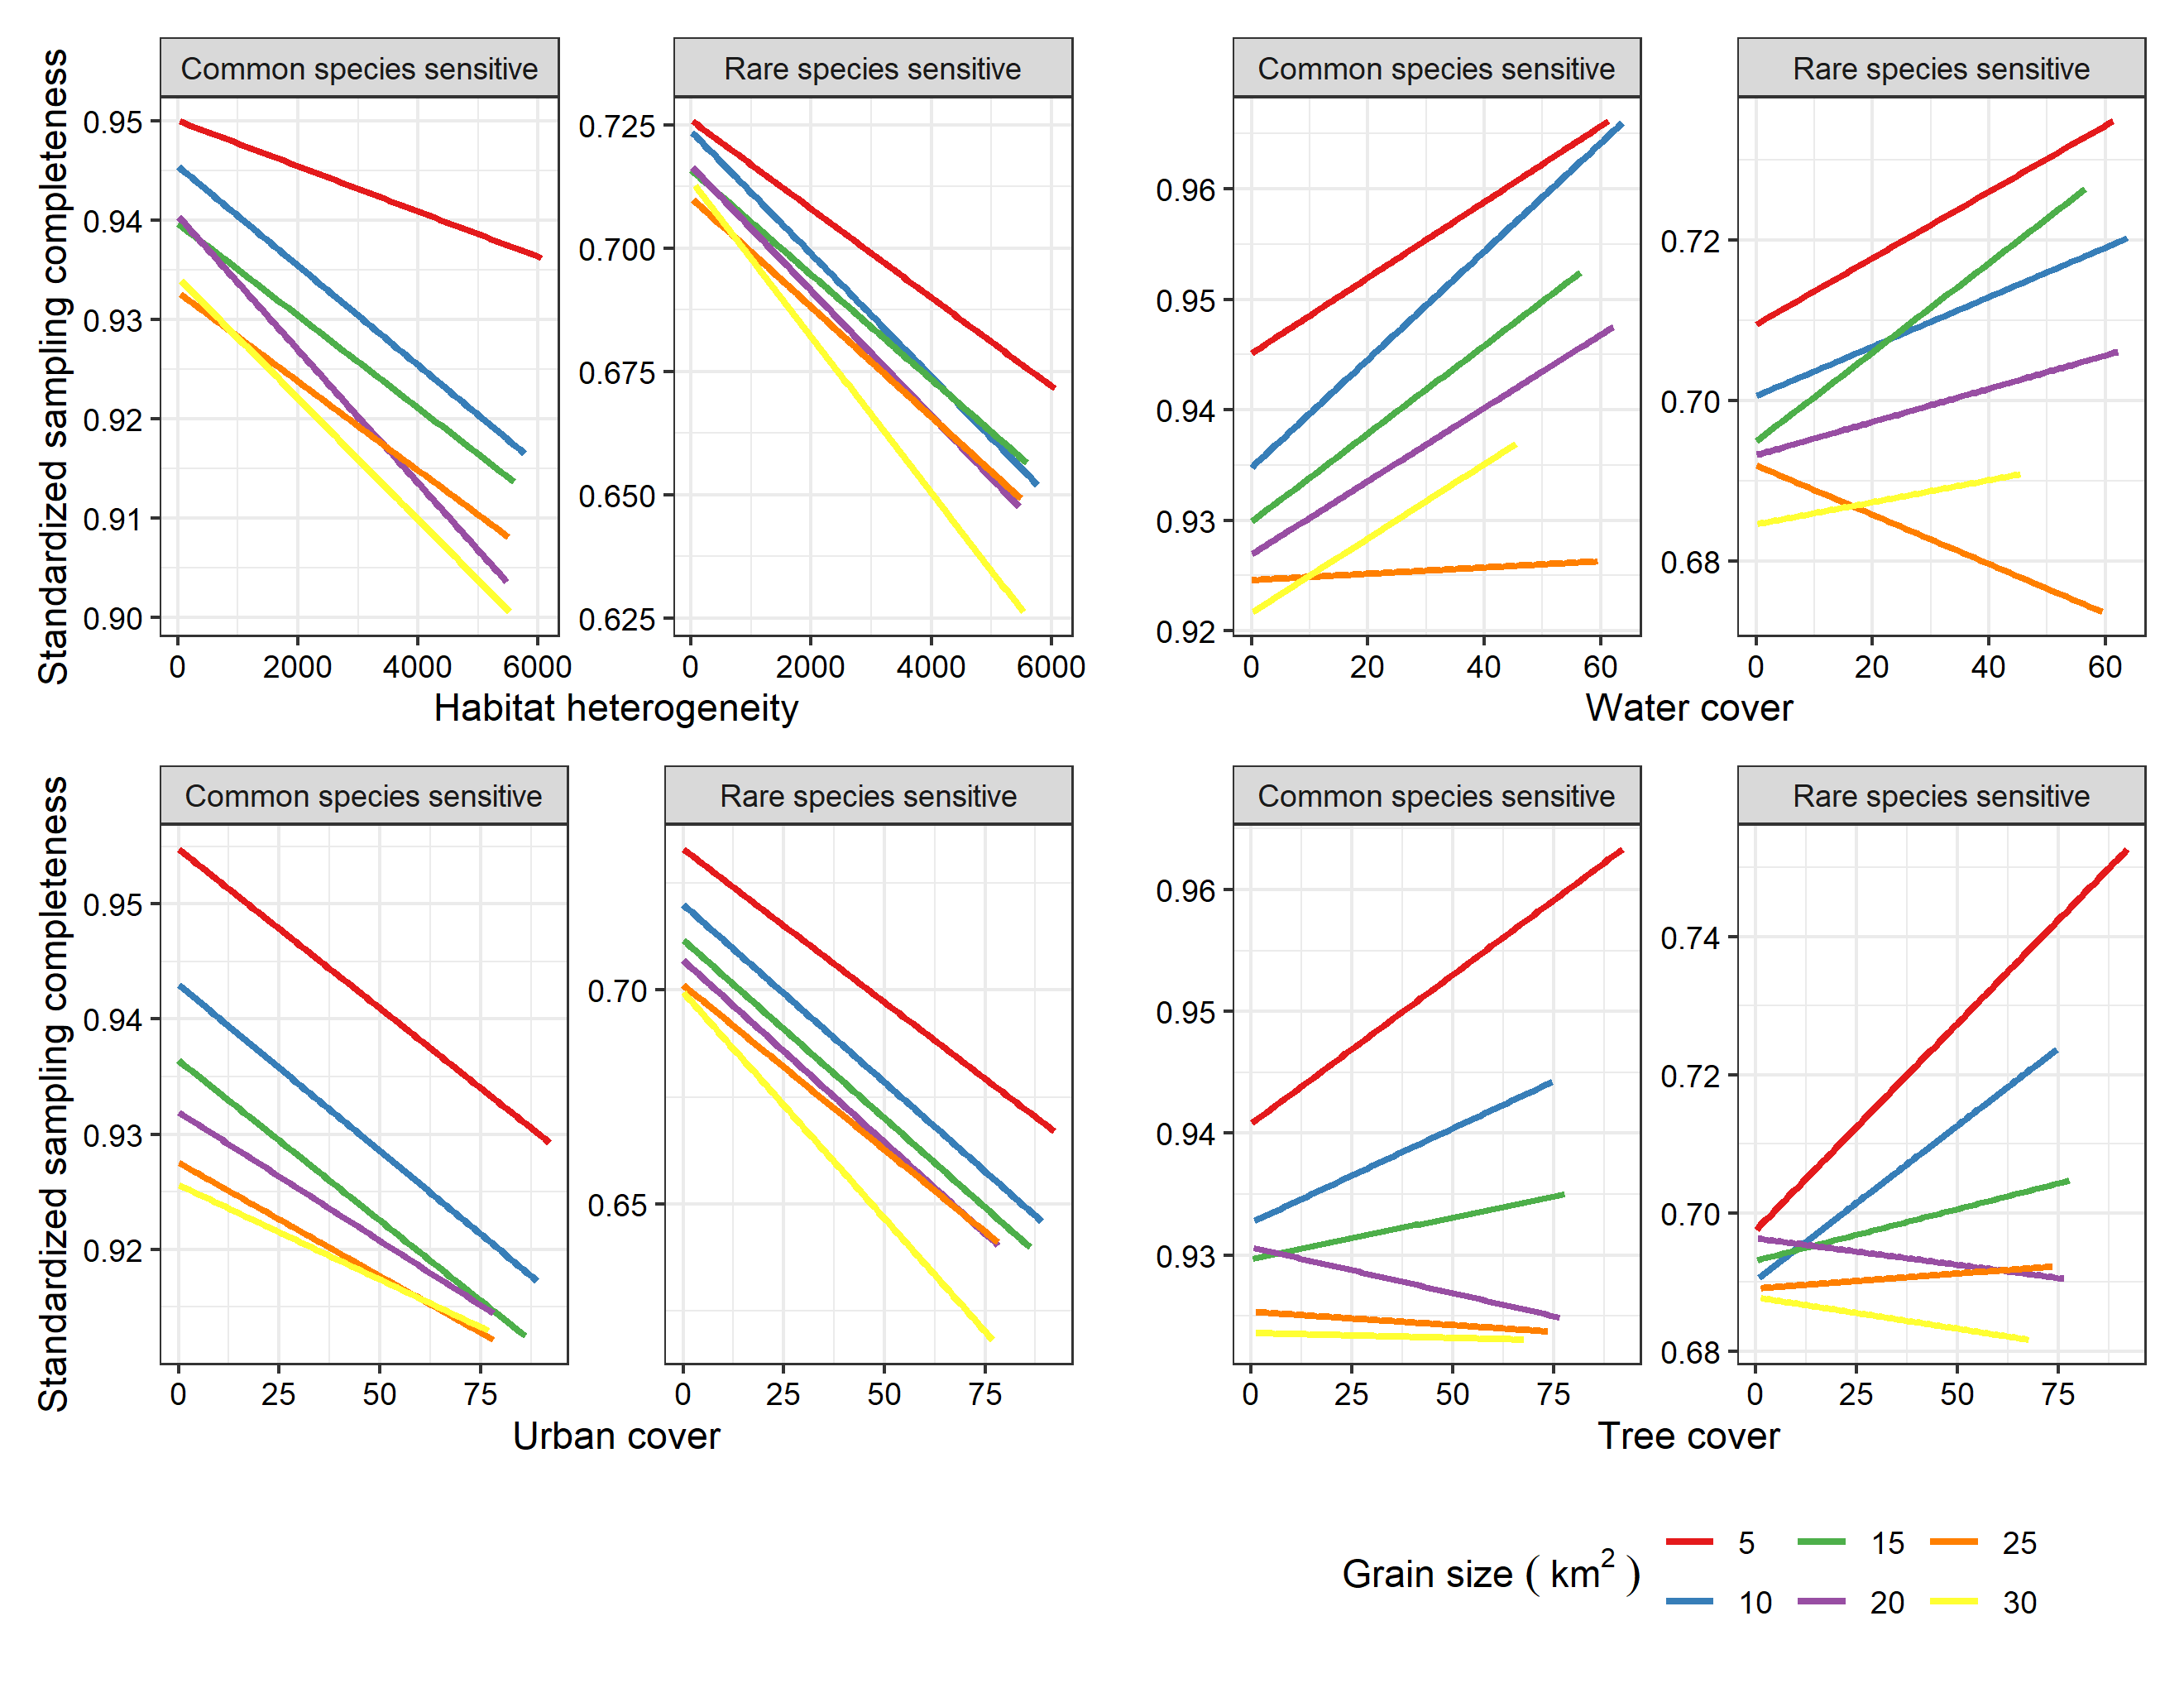 Common species sensitive
Rare species sensitive
Common species sensitive
Rare species sensitive
Standardized sampling completeness
0.95
0.94
0.93
0.92
0.91
0.90
0.725
0.700
0.675
0.650
0.625
0.96
0.95
0.94
0.93
0.92
0.72
0.70
0.68
0 2000 4000 6000
0 2000 4000 6000
0 20 40 60
0 20 40 60
Habitat heterogeneity
Water cover
Common species sensitive
Rare species sensitive
Common species sensitive
Rare species sensitive
Standardized sampling completeness
0.95
0.94
0.93
0.92
0.70
0.65
0.96
0.95
0.94
0.93
0.74
0.72
0.70
0.68
0 25 50 75
0 25 50 75
0 25 50 75
0 25 50 75
Urban cover
Tree cover
Grain size ( km² )
5 15 25
10 20 30